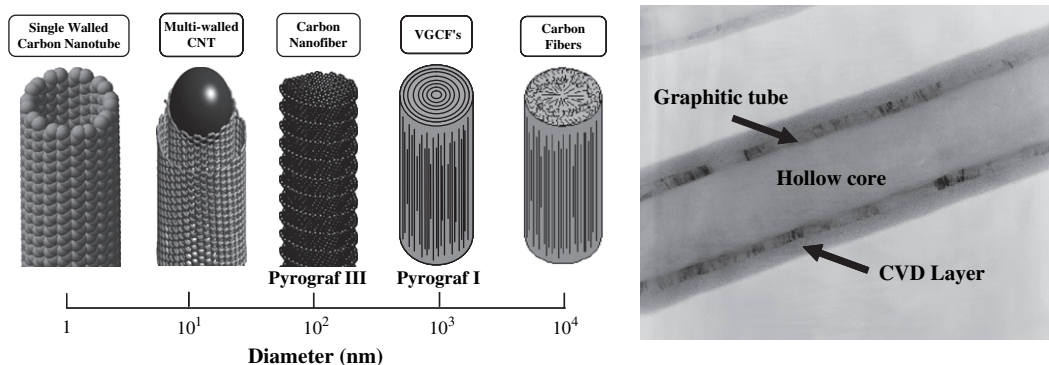 Single Walled
Carbon Nanotube
Multi-walled
CNT
Carbon
Nanofiber
VGCF's
Carbon
Fibers
Pyrograf III
Pyrograf I
1
10¹
10²
10³
10⁴
Diameter (nm)
Graphitic tube
Hollow core
CVD Layer